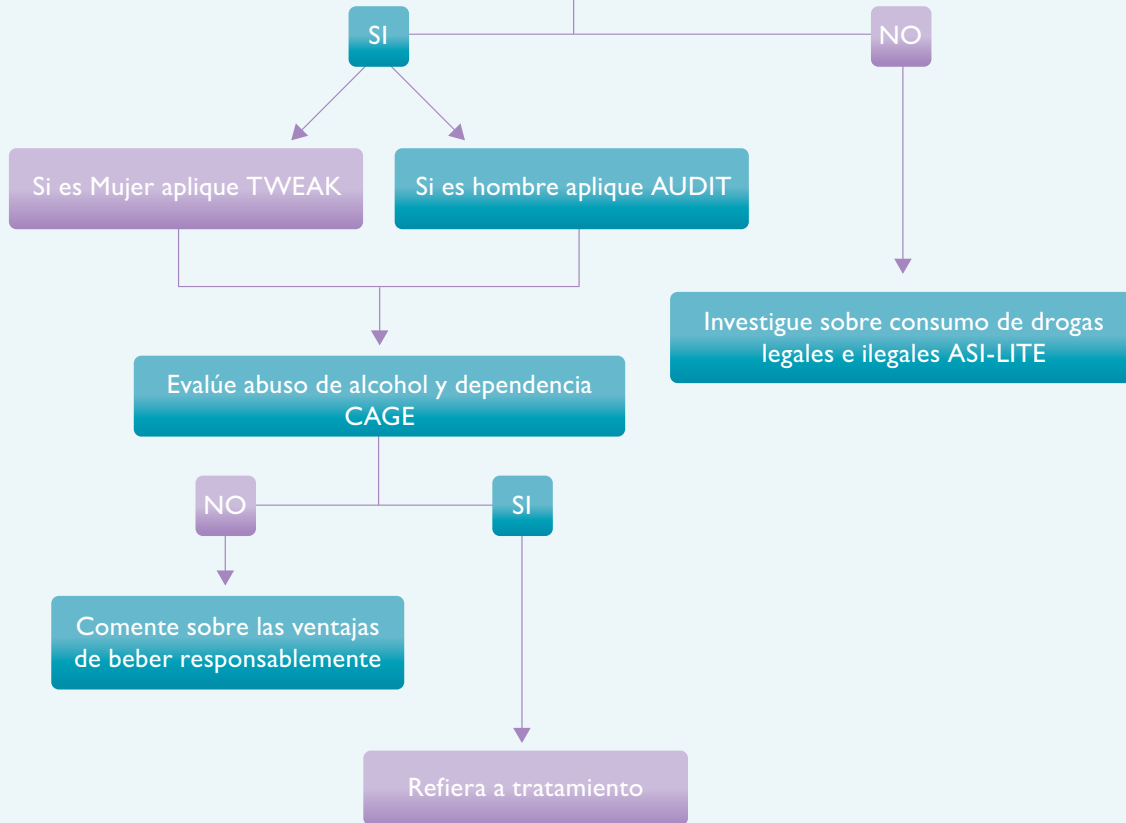 SI
NO
Si es Mujer aplique TWEAK
Si es hombre aplique AUDIT
Investigue sobre consumo de drogas
legales e ilegales ASI-LITE
Evalúe abuso de alcohol y dependencia
CAGE
NO
SI
Comente sobre las ventajas
de beber responsablemente
Refiera a tratamiento